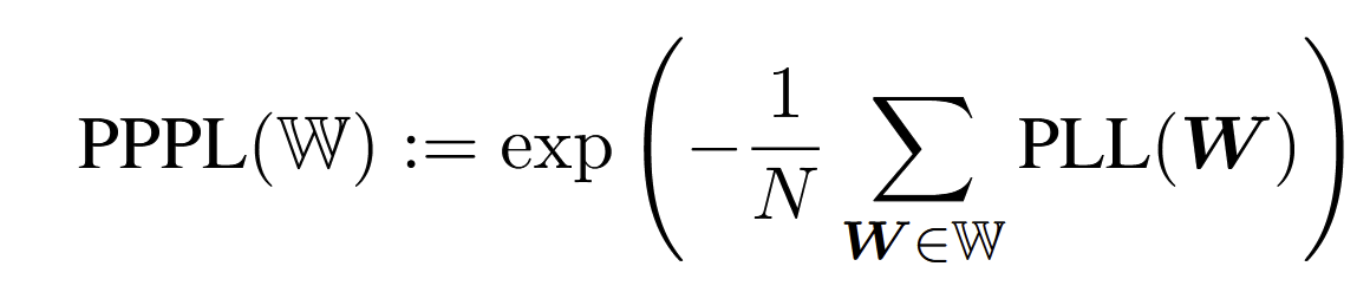 PPPL(𝕎) := exp ( − 1/N ∑_{𝑾∈𝕎} PLL(𝑾) )